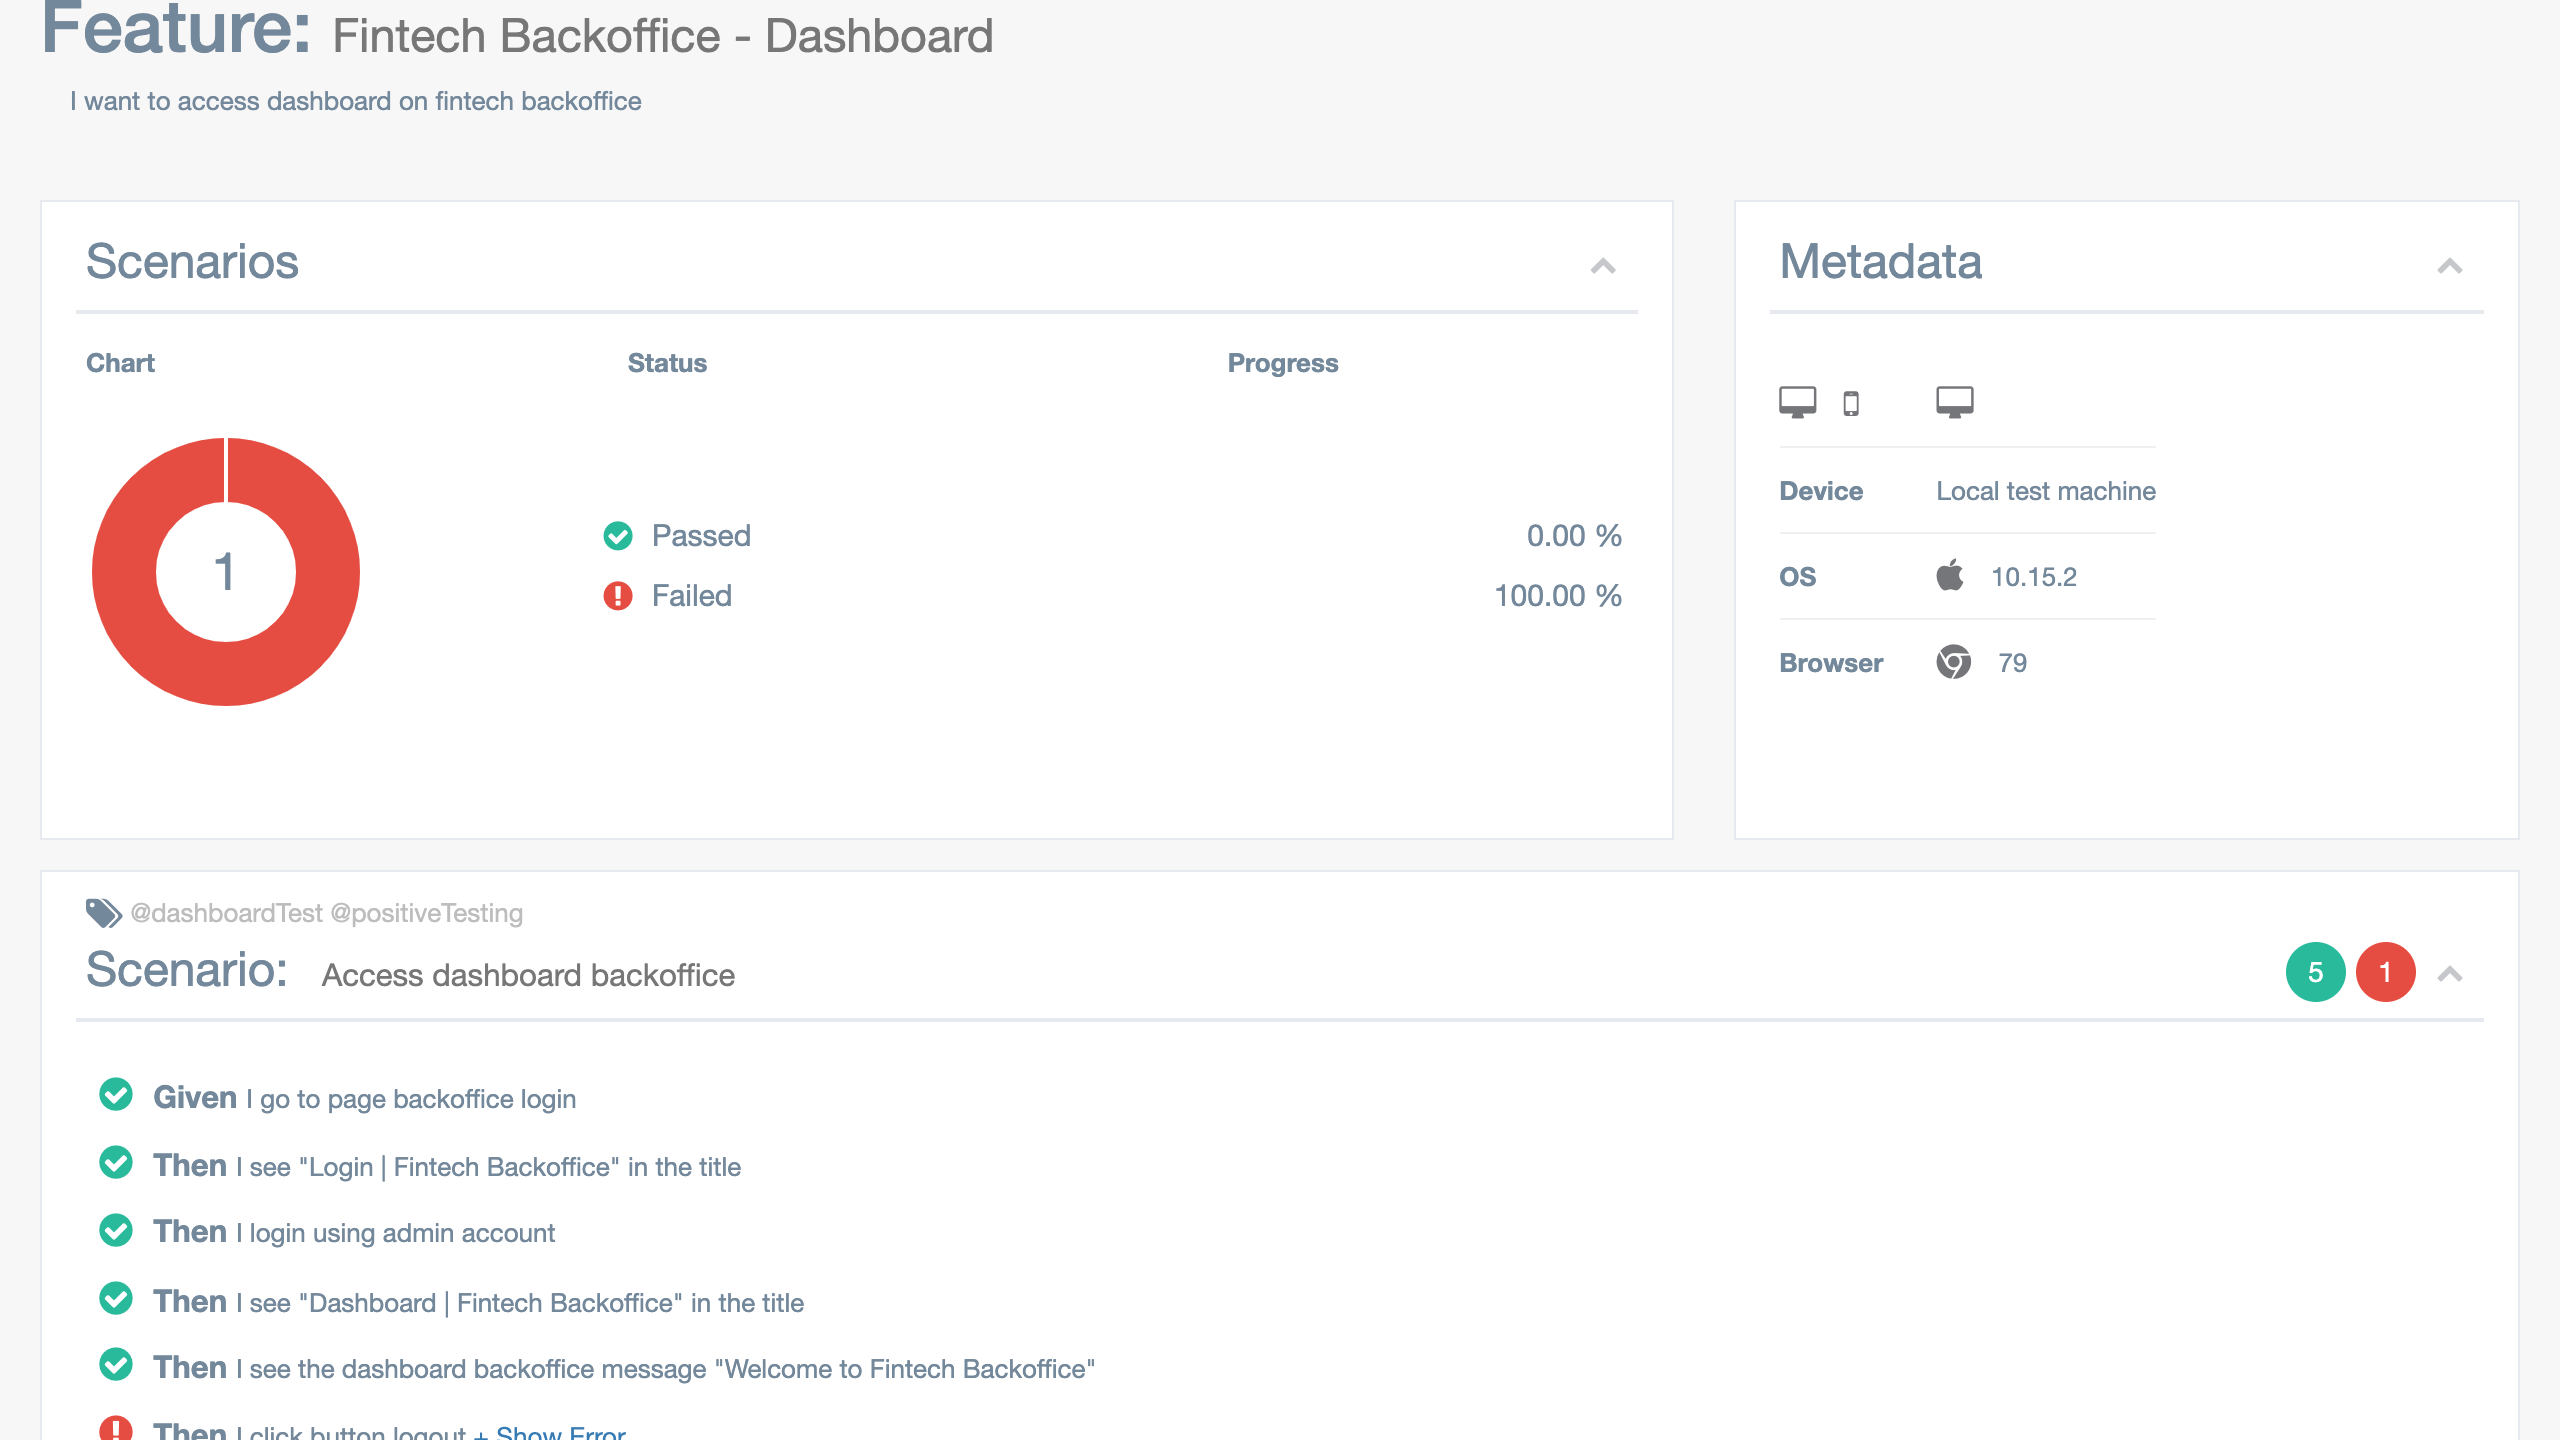 Feature: Fintech Backoffice - Dashboard
I want to access dashboard on fintech backoffice
Scenarios
Chart Status Progress
1
Passed 0.00 %
Failed 100.00 %
Metadata
Device Local test machine
OS 10.15.2
Browser 79
@dashboardTest @positiveTesting
Scenario: Access dashboard backoffice 5 1
Given I go to page backoffice login
Then I see "Login | Fintech Backoffice" in the title
Then I login using admin account
Then I see "Dashboard | Fintech Backoffice" in the title
Then I see the dashboard backoffice message "Welcome to Fintech Backoffice"
Then I click button logout + Show Error